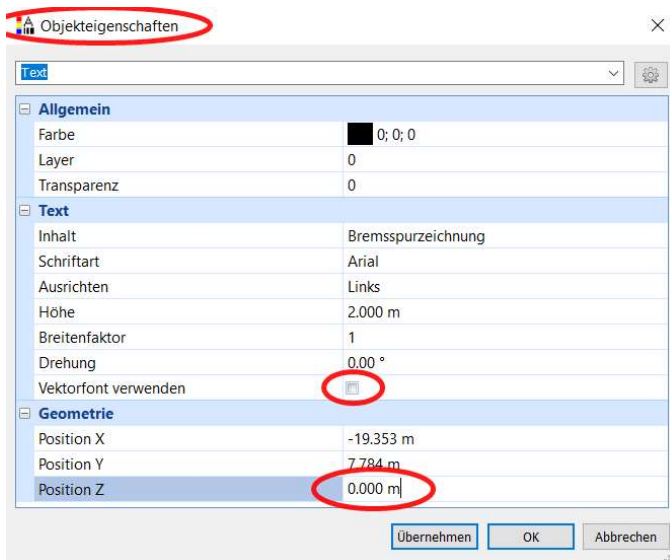 Objekteigenschaften
Text
Allgemein
Farbe 0; 0; 0
Layer 0
Transparenz 0
Text
Inhalt Bremsspurzeichnung
Schriftart Arial
Ausrichten Links
Höhe 2.000 m
Breitenfaktor 1
Drehung 0.00 °
Vektorfont verwenden
Geometrie
Position X -19.353 m
Position Y 7.784 m
Position Z 0.000 m
Übernehmen OK Abbrechen